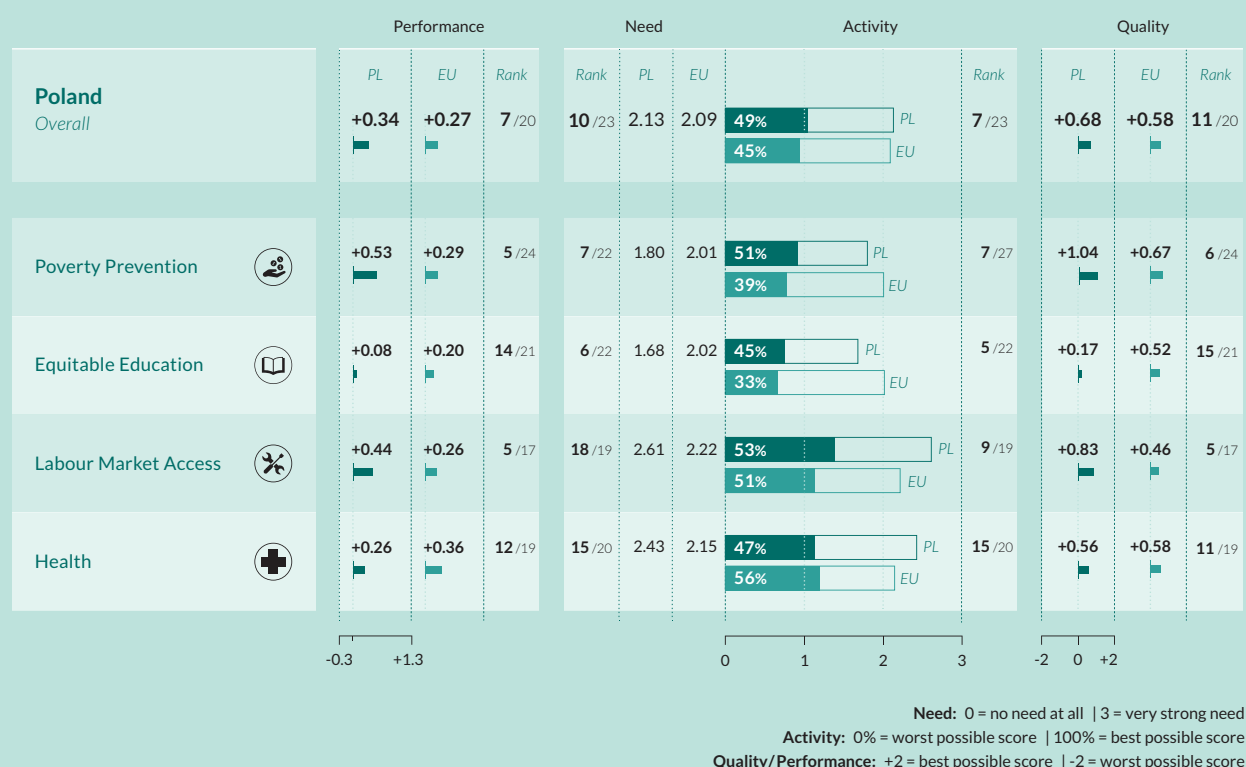 Performance Need Activity Quality
PL EU Rank Rank PL EU Rank PL EU Rank
Poland
Overall
+0.34 +0.27 7 /20 10 /23 2.13 2.09 49% PL 7 /23 +0.68 +0.58 11 /20
45% EU
Poverty Prevention +0.53 +0.29 5 /24 7 /22 1.80 2.01 51% PL 7 /27 +1.04 +0.67 6 /24
39% EU
Equitable Education +0.08 +0.20 14 /21 6 /22 1.68 2.02 45% PL 5 /22 +0.17 +0.52 15 /21
33% EU
Labour Market Access +0.44 +0.26 5 /17 18 /19 2.61 2.22 53% PL 9 /19 +0.83 +0.46 5 /17
51% EU
Health +0.26 +0.36 12 /19 15 /20 2.43 2.15 47% PL 15 /20 +0.56 +0.58 11 /19
56% EU
-0.3 +1.3 0 1 2 3 -2 0 +2
Need: 0 = no need at all | 3 = very strong need
Activity: 0% = worst possible score | 100% = best possible score
Quality/Performance: +2 = best possible score | -2 = worst possible score